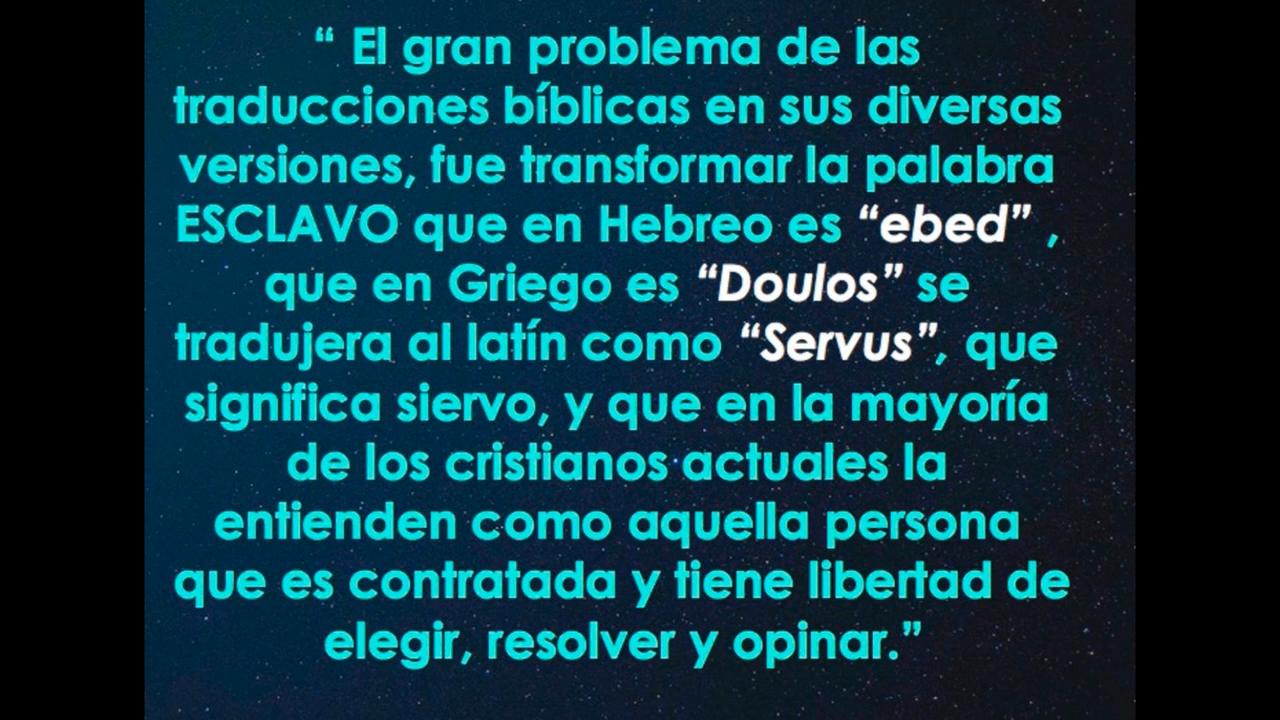 “ El gran problema de las
traducciones bíblicas en sus diversas
versiones, fue transformar la palabra
ESCLAVO que en Hebreo es “ebed” ,
que en Griego es “Doulos” se
tradujera al latín como “Servus”, que
significa siervo, y que en la mayoría
de los cristianos actuales la
entienden como aquella persona
que es contratada y tiene libertad de
elegir, resolver y opinar.”